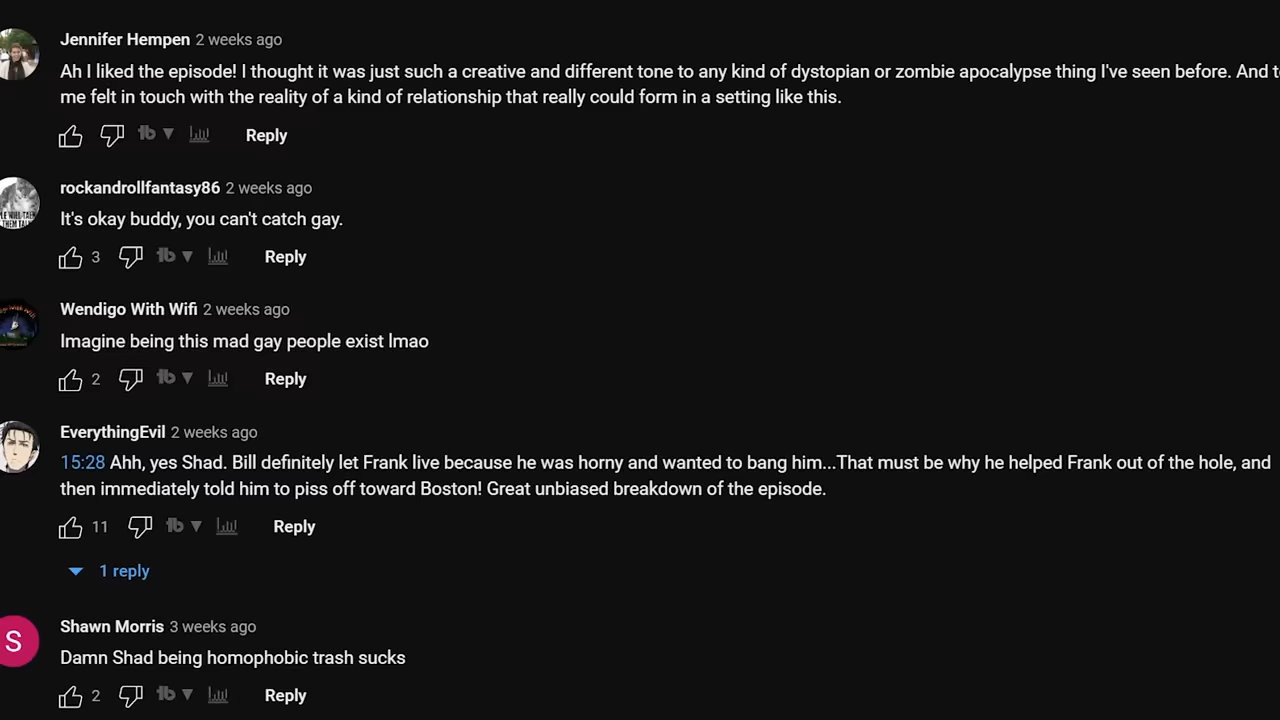 Jennifer Hempen 2 weeks ago
Ah I liked the episode! I thought it was just such a creative and different tone to any kind of dystopian or zombie apocalypse thing I've seen before. And
me felt in touch with the reality of a kind of relationship that really could form in a setting like this.
Reply
rockandrollfantasy86 2 weeks ago
It's okay buddy, you can't catch gay.
3 Reply
Wendigo With Wifi 2 weeks ago
Imagine being this mad gay people exist lmao
2 Reply
EverythingEvil 2 weeks ago
15:28 Ahh, yes Shad. Bill definitely let Frank live because he was horny and wanted to bang him...That must be why he helped Frank out of the hole, and
then immediately told him to piss off toward Boston! Great unbiased breakdown of the episode.
11 Reply
1 reply
S
Shawn Morris 3 weeks ago
Damn Shad being homophobic trash sucks
2 Reply